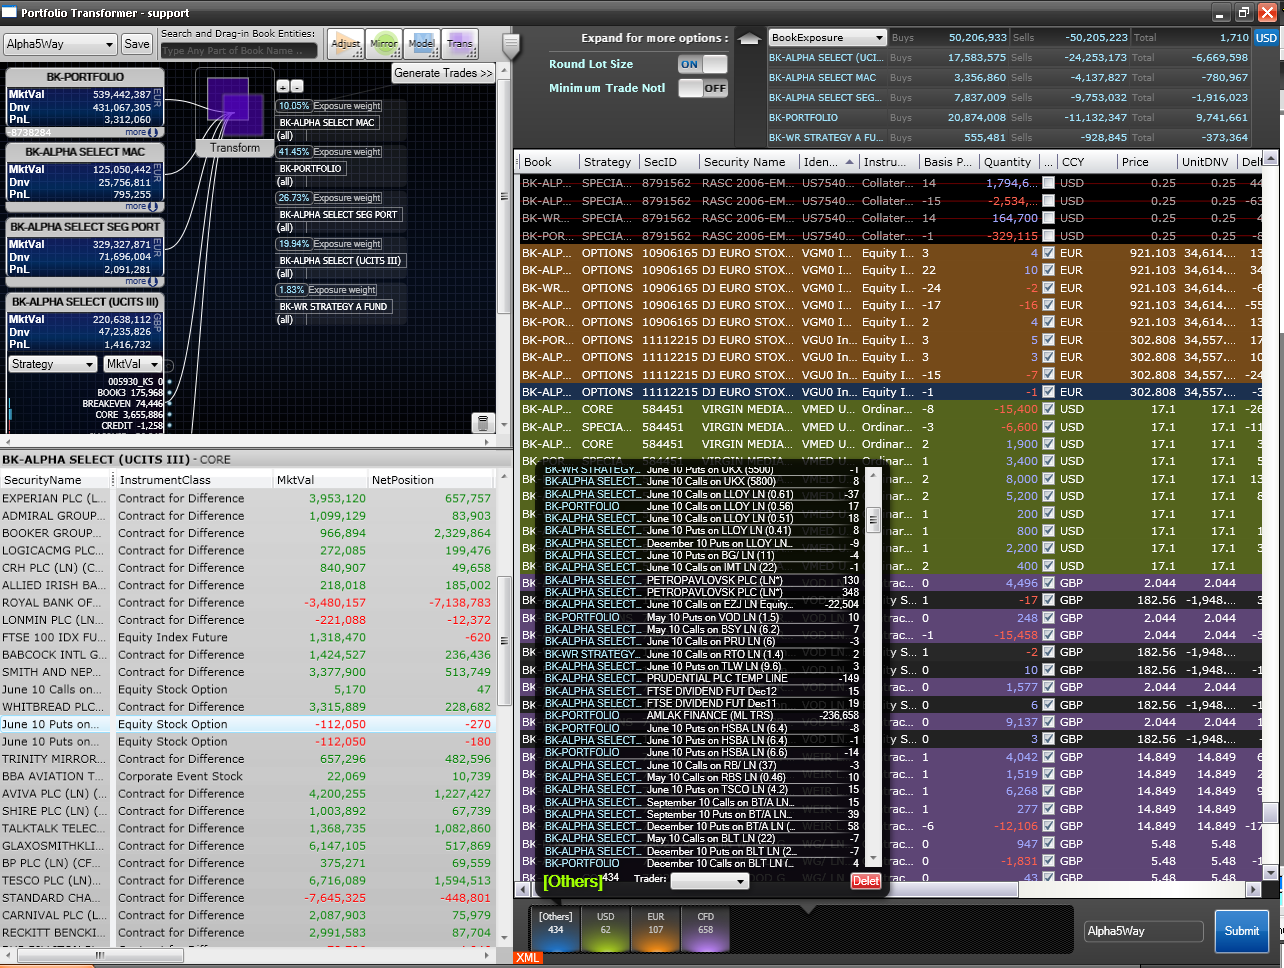 Portfolio Transformer - support
Alpha5Way
Save
Search and Drag-in Book Entities:
Type Any Part of Book Name ..
Adjust
Mirror
Model
Trans
Generate Trades >>
BK-PORTFOLIO
MktVal 539,442,387
Dnv 431,067,305
PnL 3,312,060
EUR
-8738284 more
BK-ALPHA SELECT MAC
MktVal 125,050,442
Dnv 25,756,811
PnL 795,255
EUR
more
BK-ALPHA SELECT SEG PORT
MktVal 329,327,871
Dnv 71,696,004
PnL 2,091,281
EUR
more
BK-ALPHA SELECT (UCITS III)
MktVal 220,638,112
Dnv 47,235,826
PnL 1,416,732
GBP
Strategy MktVal
005930_KS 0
BOOK3 175,968
BREAKEVEN 74,446
CORE 3,655,886
CREDIT -1,258
Transform
+ -
10.05% Exposure weight
BK-ALPHA SELECT MAC
(all)
41.45% Exposure weight
BK-PORTFOLIO
(all)
26.73% Exposure weight
BK-ALPHA SELECT SEG PORT
(all)
19.94% Exposure weight
BK-ALPHA SELECT (UCITS III)
(all)
1.83% Exposure weight
BK-WR STRATEGY A FUND
(all)
Expand for more options :
Round Lot Size ON
Minimum Trade Notl OFF
BookExposure Buys 50,206,933 Sells -50,205,223 Total 1,710 USD
BK-ALPHA SELECT (UCI... 17,583,575 -24,253,173 -6,669,598
BK-ALPHA SELECT MAC 3,356,860 -4,137,827 -780,967
BK-ALPHA SELECT SEG... Buys 7,837,009 Sells -9,753,032 Total -1,916,023
BK-PORTFOLIO Buys 20,874,008 Sells -11,132,347 Total 9,741,661
BK-WR STRATEGY A FU... Buys 555,481 Sells -928,845 Total -373,364
Book Strategy SecID Security Name Iden... Instru... Basis P... Quantity ... CCY Price UnitDNV Delt
BK-ALP... SPECIA... 8791562 RASC 2006-EM... US7540... Collater... 14 1,794,6... USD 0.25 0.25 44
BK-ALP... SPECIA... 8791562 RASC 2006-EM... US7540... Collater... -15 -2,534,... USD 0.25 0.25 -63
BK-WR... SPECIA... 8791562 RASC 2006-EM... US7540... Collater... 14 164,700 USD 0.25 0.25
BK-POR... SPECIA... 8791562 RASC 2006-EM... US7540... Collater... -1 -329,115 USD 0.25 0.25 -8
BK-ALP... OPTIONS 10906165 DJ EURO STOX... VGM0 In... Equity I... 3 4 EUR 921.103 34,614.... 13
BK-ALP... OPTIONS 10906165 DJ EURO STOX... VGM0 In... Equity I... 22 10 EUR 921.103 34,614....
BK-WR... OPTIONS 10906165 DJ EURO STOX... VGM0 In... Equity I... -24 -2 EUR 921.103 34,614....
BK-ALP... OPTIONS 10906165 DJ EURO STOX... VGM0 In... Equity I... -17 -16 EUR 921.103 34,614.... -55
BK-POR... OPTIONS 10906165 DJ EURO STOX... VGM0 In... Equity I... 2 4 EUR 921.103 34,614....
BK-POR... OPTIONS 11112215 DJ EURO STOX... VGU0 In... Equity I... 3 5 EUR 302.808 34,557.... 17
BK-ALP... OPTIONS 11112215 DJ EURO STOX... VGU0 In... Equity I... 3 3 EUR 302.808 34,557.... 10
BK-ALP... OPTIONS 11112215 DJ EURO STOX... VGU0 In... Equity I... -15 -7 EUR 302.808 34,557.... -24
BK-ALP... OPTIONS 11112215 DJ EURO STOX... VGU0 In... Equity I... -1 -1 EUR 302.808 34,557.... -3
BK-ALP... CORE 584451 VIRGIN MEDIA... VMED U... Ordinar... -8 -15,400 USD 17.1 17.1 -26
BK-ALP... SPECIA... 584451 VIRGIN MEDIA... VMED U... Ordinar... -3 -6,600 USD 17.1 17.1 -11
BK-ALP... CORE 584451 VIRGIN MEDIA... VMED U... Ordinar... 2 1,900 USD 17.1 17.1
BK-POR... SPECIA... 584451 VIRGIN MEDIA... VMED U... Ordinar... 2 3,400 USD 17.1 17.1
2 8,000 USD 17.1 17.1
2 5,200 USD 17.1 17.1
1 200 USD 17.1 17.1
1 800 USD 17.1 17.1
1 2,200 USD 17.1 17.1
2 400 USD 17.1 17.1
0 4,496 GBP 2.044 2.044
1 -17 GBP 182.56 -1,948....
0 248 GBP 2.044 2.044
-1 -15,458 GBP 2.044 2.044
1 -2 GBP 182.56 -1,948....
0 10 GBP 182.56 -1,948....
0 1,577 GBP 2.044 2.044
0 6 GBP 182.56 -1,948....
0 9,137 GBP 2.044 2.044
0 3 GBP 182.56 -1,948....
1 4,042 GBP 14.849 14.849
1 1,519 GBP 14.849 14.849
1 6,268 GBP 14.849 14.849
1 277 GBP 14.849 14.849
-6 -12,106 GBP 14.849 14.849 -17
0 947 GBP 5.48 5.48
0 -1,831 GBP 5.48 5.48
0 43 GBP 5.48 5.48
BK-ALPHA SELECT (UCITS III) - CORE
SecurityName InstrumentClass MktVal NetPosition
EXPERIAN PLC (L... Contract for Difference 3,953,120 657,757
ADMIRAL GROUP... Contract for Difference 1,099,129 83,903
BOOKER GROUP... Contract for Difference 966,894 2,329,864
LOGICACMG PLC... Contract for Difference 272,085 199,476
CRH PLC (LN) (C... Contract for Difference 840,907 49,658
ALLIED IRISH BA... Contract for Difference 218,018 185,002
ROYAL BANK OF... Contract for Difference -3,480,157 -7,138,783
LONMIN PLC (LN)... Contract for Difference -221,088 -12,372
FTSE 100 IDX FU... Equity Index Future 1,318,470 -620
BABCOCK INTL G... Contract for Difference 1,424,527 236,436
SMITH AND NEP... Contract for Difference 3,377,300 513,749
June 10 Calls on... Equity Stock Option 5,170 47
WHITBREAD PLC... Contract for Difference 3,315,889 228,682
June 10 Puts on... Equity Stock Option -112,050 -270
June 10 Puts on... Equity Stock Option -112,050 -180
TRINITY MIRROR... Contract for Difference 657,296 482,596
BBA AVIATION T... Corporate Event Stock 22,069 10,739
AVIVA PLC (LN) (... Contract for Difference 4,200,255 1,227,427
SHIRE PLC (LN) (... Contract for Difference 1,003,892 67,739
TALKTALK TELEC... Contract for Difference 1,368,735 1,082,860
GLAXOSMITHKLI... Contract for Difference 6,147,105 517,869
BP PLC (LN) (CF... Contract for Difference 375,271 69,559
TESCO PLC (LN)... Contract for Difference 6,716,089 1,594,513
STANDARD CHAR... Contract for Difference -7,645,325 -448,801
CARNIVAL PLC (L... Contract for Difference 2,087,903 75,979
RECKITT BENCKI... Contract for Difference 2,991,583 87,704
BK-WR STRATEGY... June 10 Puts on UKX (5500) -1
BK-ALPHA SELECT... June 10 Calls on UKX (5800) 8
BK-ALPHA SELECT... June 10 Calls on LLOY LN (0.61) -37
BK-PORTFOLIO June 10 Calls on LLOY LN (0.56) 17
BK-ALPHA SELECT... June 10 Calls on LLOY LN (0.51) 18
BK-ALPHA SELECT... June 10 Puts on LLOY LN (0.41) 8
BK-ALPHA SELECT... December 10 Puts on LLOY LN... -9
BK-ALPHA SELECT... June 10 Puts on BG/ LN (11) -4
BK-ALPHA SELECT... June 10 Calls on IMT LN (22) -1
BK-ALPHA SELECT... PETROPAVLOVSK PLC (LN*) 130
BK-ALPHA SELECT... PETROPAVLOVSK PLC (LN*) 348
BK-ALPHA SELECT... June 10 Calls on EZJ LN Equity... -22,504
BK-PORTFOLIO May 10 Puts on VOD LN (1.5) 10
BK-ALPHA SELECT... June 10 Calls on BSY LN (6.2) 7
BK-ALPHA SELECT... June 10 Calls on PRU LN (6) -3
BK-WR STRATEGY... June 10 Calls on RTO LN (1.4) 2
BK-ALPHA SELECT... June 10 Puts on TLW LN (9.6) 3
BK-ALPHA SELECT... PRUDENTIAL PLC TEMP LINE -149
BK-ALPHA SELECT... FTSE DIVIDEND FUT Dec12 15
BK-ALPHA SELECT... FTSE DIVIDEND FUT Dec11 19
BK-PORTFOLIO AMLAK FINANCE (ML TRS) -236,658
BK-PORTFOLIO June 10 Puts on HSBA LN (6.4) -8
BK-ALPHA SELECT... June 10 Puts on HSBA LN (6.4) -1
BK-PORTFOLIO June 10 Puts on HSBA LN (6.6) -14
BK-ALPHA SELECT... June 10 Calls on RB/ LN (37) -3
BK-ALPHA SELECT... May 10 Calls on RBS LN (0.46) 10
BK-ALPHA SELECT... June 10 Puts on TSCO LN (4.2) 15
BK-ALPHA SELECT... September 10 Calls on BT/A LN... 15
BK-ALPHA SELECT... September 10 Puts on BT/A LN... 39
BK-ALPHA SELECT... December 10 Puts on BT/A LN (... 58
BK-ALPHA SELECT... May 10 Calls on BLT LN (22) -7
BK-ALPHA SELECT... December 10 Puts on BLT LN (2... -7
BK-PORTFOLIO December 10 Calls on BLT LN (... 4
[Others]434 Trader: Delet
[Others] 434
USD 62
EUR 107
CFD 658
XML
Alpha5Way
Submit